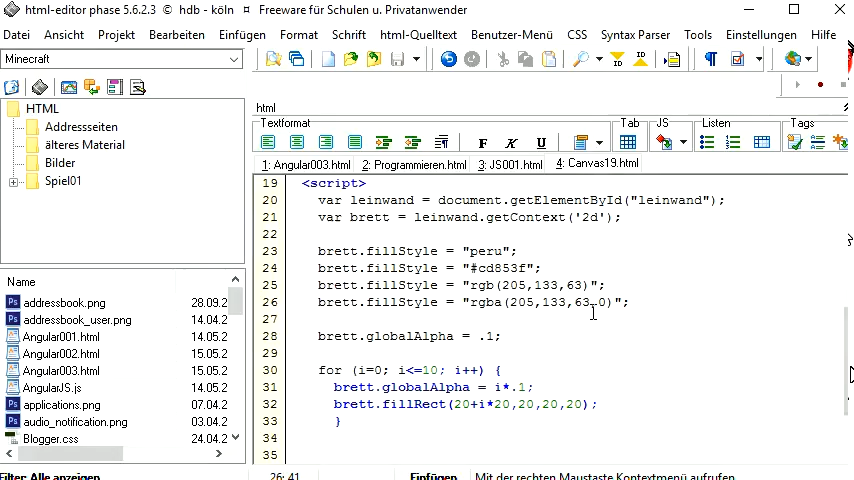 html-editor phase 5.6.2.3 © hdb - köln ¤ Freeware für Schulen u. Privatanwender
Datei Ansicht Projekt Bearbeiten Einfügen Format Schrift html-Quelltext Benutzer-Menü CSS Syntax Parser Tools Einstellungen Hilfe
Minecraft
HTML
Addressseiten
älteres Material
Bilder
Spiel01
html
Textformat Tab JS Listen Tags
F K U
1: Angular003.html 2: Programmieren.html 3: JS001.html 4: Canvas19.html
19 <script>
20 var leinwand = document.getElementById("leinwand");
21 var brett = leinwand.getContext('2d');
22
23 brett.fillStyle = "peru";
24 brett.fillStyle = "#cd853f";
25 brett.fillStyle = "rgb(205,133,63)";
26 brett.fillStyle = "rgba(205,133,63,0)";
27
28 brett.globalAlpha = .1;
29
30 for (i=0; i<=10; i++) {
31 brett.globalAlpha = i*.1;
32 brett.fillRect(20+i*20,20,20,20);
33 }
34
35
Name
Ps addressbook.png 28.09.2
Ps addressbook_user.png 14.04.2
Angular001.html 14.05.2
Angular002.html 15.05.2
Angular003.html 15.05.2
AngularJS.js 14.05.2
Ps applications.png 07.04.2
Ps audio_notification.png 03.04.2
Blogger.css 24.04.2
Filter: Alle anzeigen 26: 41 Einfügen Mit der rechten Maustaste Kontextmenü aufrufen